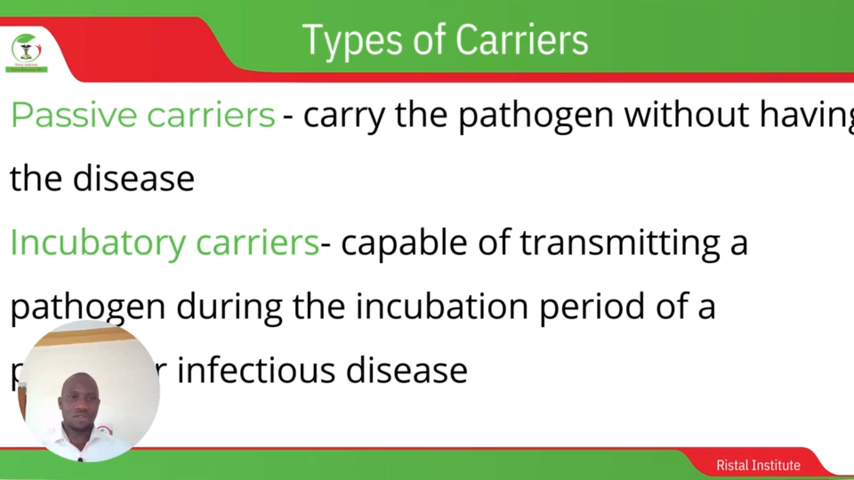 Types of Carriers
Passive carriers - carry the pathogen without having
the disease
Incubatory carriers- capable of transmitting a
pathogen during the incubation period of a
infectious disease
Ristal Institute